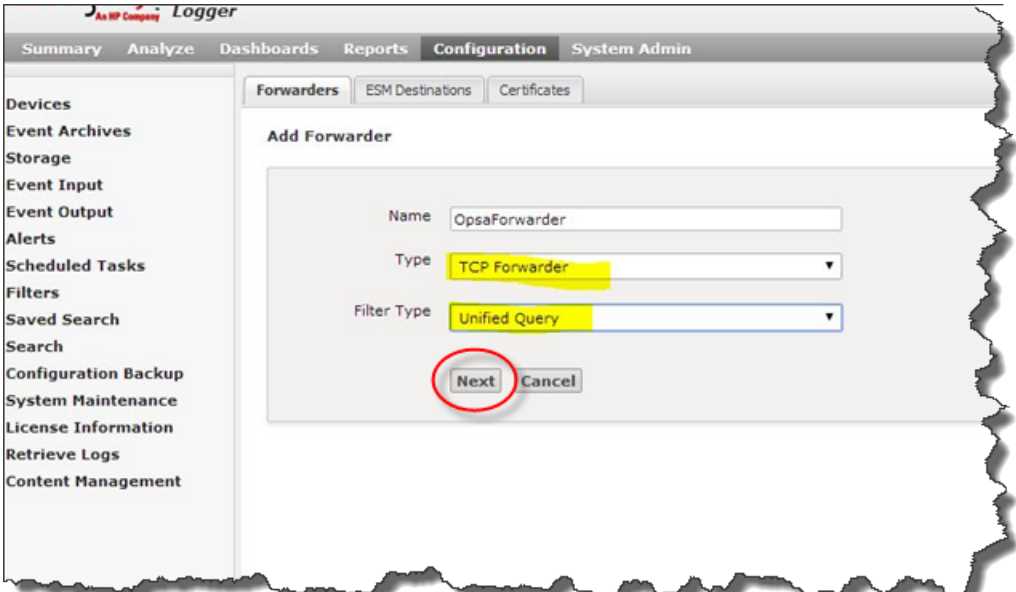 An HP Company Logger
Summary Analyze Dashboards Reports Configuration System Admin
Forwarders ESM Destinations Certificates
Devices
Event Archives
Storage
Event Input
Event Output
Alerts
Scheduled Tasks
Filters
Saved Search
Search
Configuration Backup
System Maintenance
License Information
Retrieve Logs
Content Management
Add Forwarder
Name OpsaForwarder
Type TCP Forwarder
Filter Type Unified Query
Next Cancel